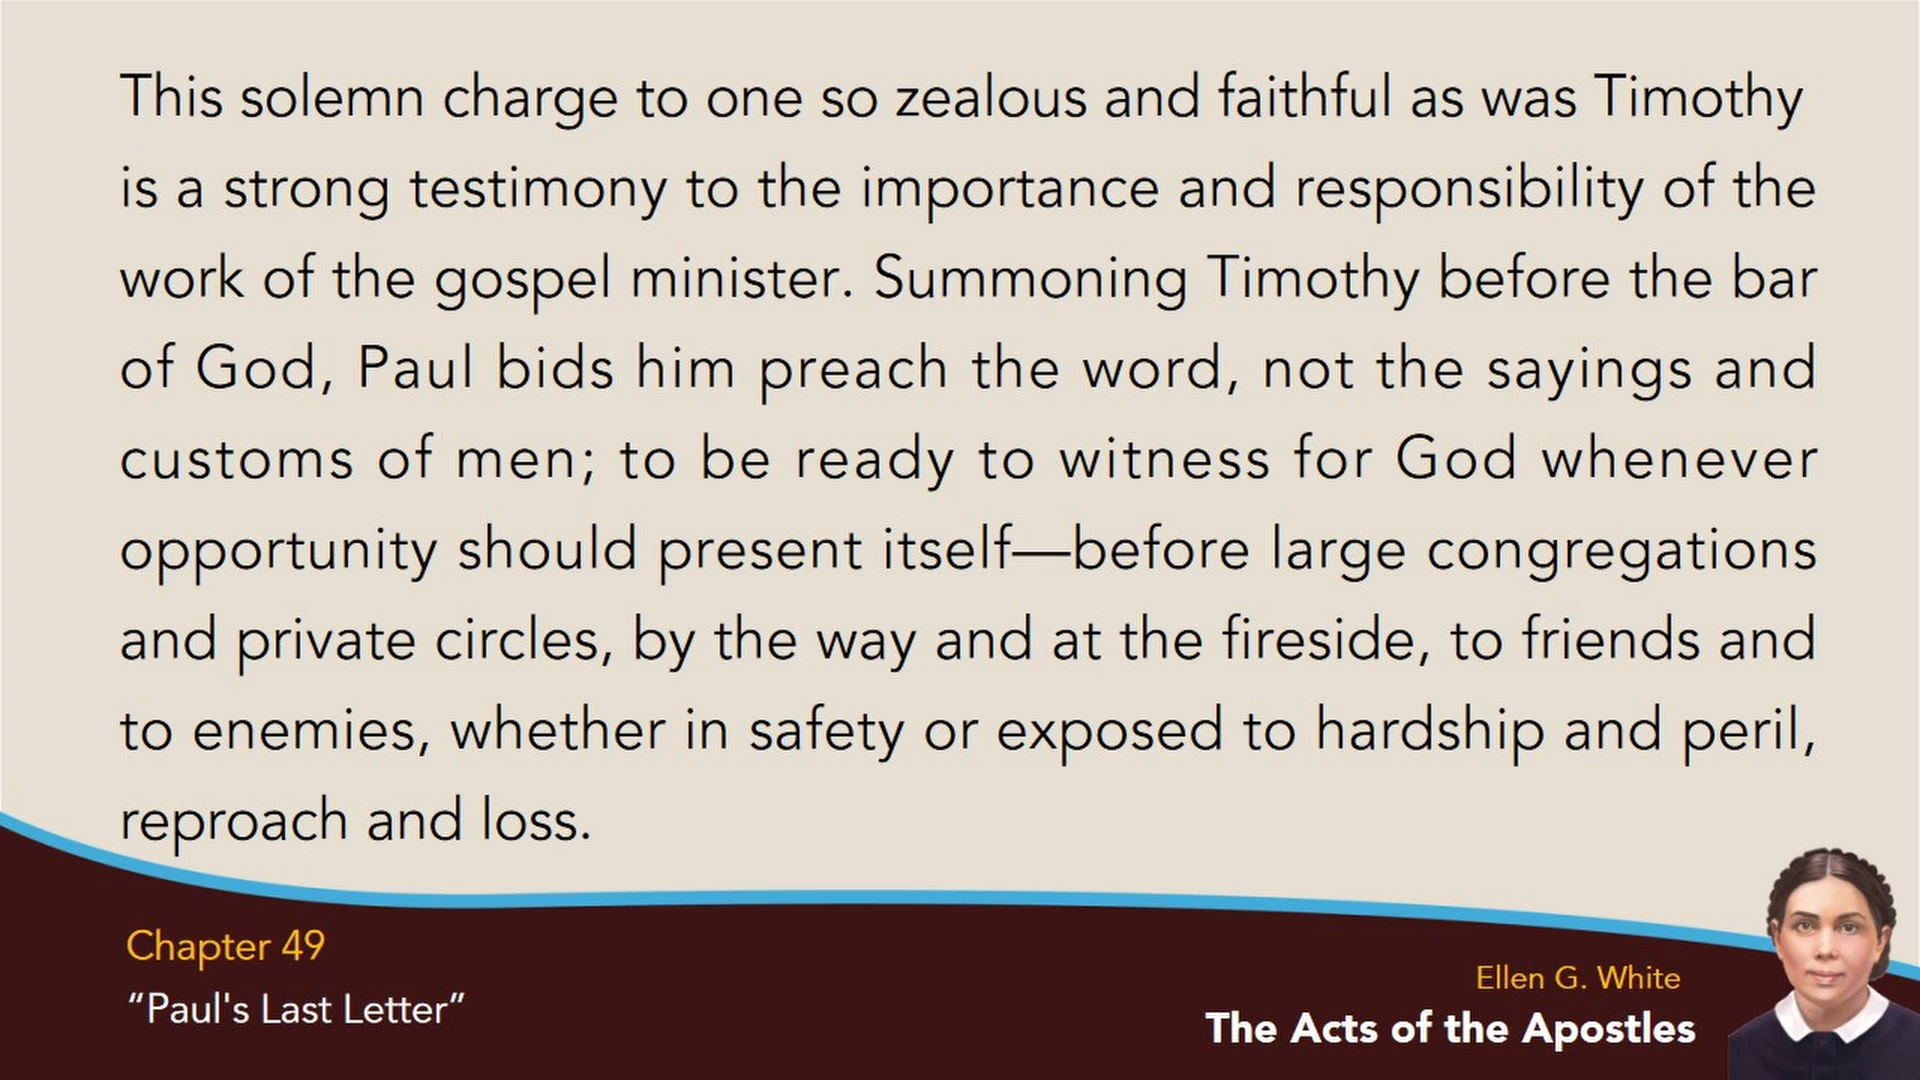 This solemn charge to one so zealous and faithful as was Timothy
is a strong testimony to the importance and responsibility of the
work of the gospel minister. Summoning Timothy before the bar
of God, Paul bids him preach the word, not the sayings and
customs of men; to be ready to witness for God whenever
opportunity should present itself—before large congregations
and private circles, by the way and at the fireside, to friends and
to enemies, whether in safety or exposed to hardship and peril,
reproach and loss.
Chapter 49
“Paul's Last Letter”
Ellen G. White
The Acts of the Apostles